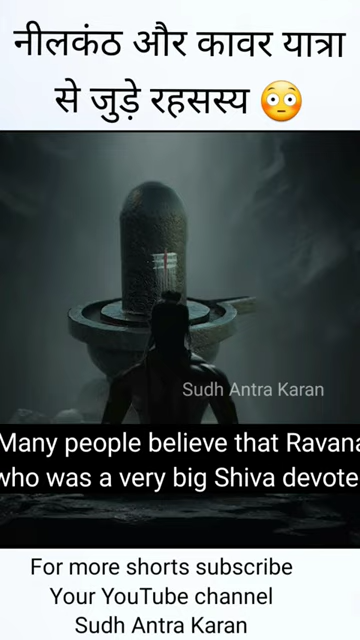 नीलकंठ और कावर यात्रा
से जुड़े रहसस्य 😳
Sudh Antra Karan
Many people believe that Ravana
who was a very big Shiva devote
For more shorts subscribe
Your YouTube channel
Sudh Antra Karan